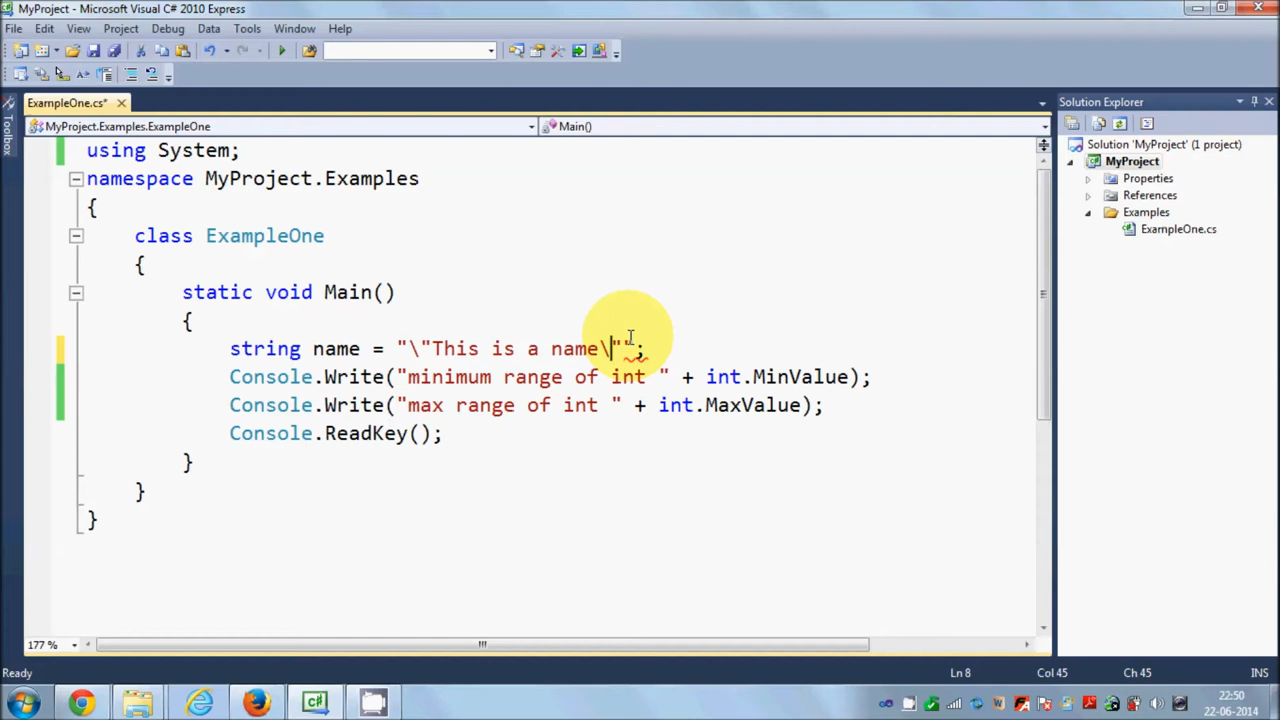 MyProject - Microsoft Visual C# 2010 Express
File Edit View Project Debug Data Tools Window Help
ExampleOne.cs*
Solution Explorer
Toolbox
MyProject.Examples.ExampleOne
Main()
using System;
namespace MyProject.Examples
{
class ExampleOne
{
static void Main()
{
string name = "\"This is a name\"";
Console.Write("minimum range of int " + int.MinValue);
Console.Write("max range of int " + int.MaxValue);
Console.ReadKey();
}
}
}
Solution 'MyProject' (1 project)
MyProject
Properties
References
Examples
ExampleOne.cs
177 %
Ready
Ln 8
Col 45
Ch 45
INS
22:50
22-06-2014